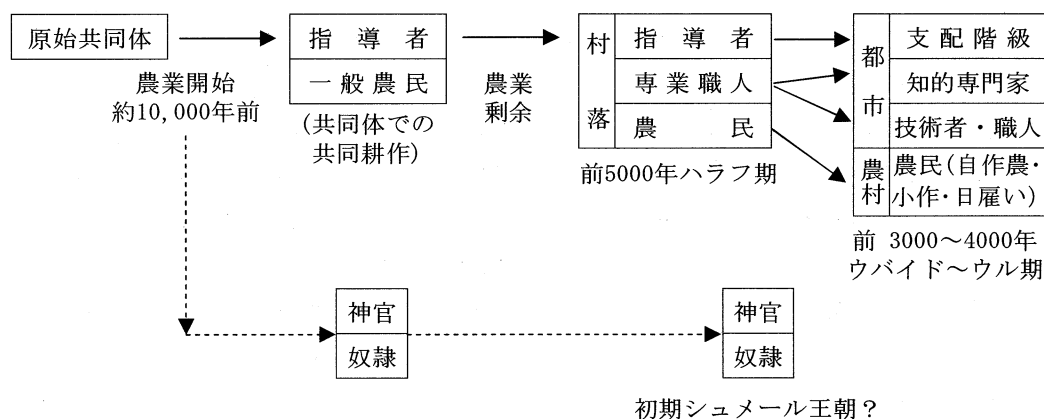 原始共同体
農業開始
約10,000年前
指導者
一般農民
(共同体での
共同耕作)
農業
剰余
村落
指導者
専業職人
農民
前5000年ハラフ期
都市
支配階級
知的専門家
技術者・職人
農村
農民(自作農・
小作・日雇い)
前 3000～4000年
ウバイド～ウル期
神官
奴隷
神官
奴隷
初期シュメール王朝？